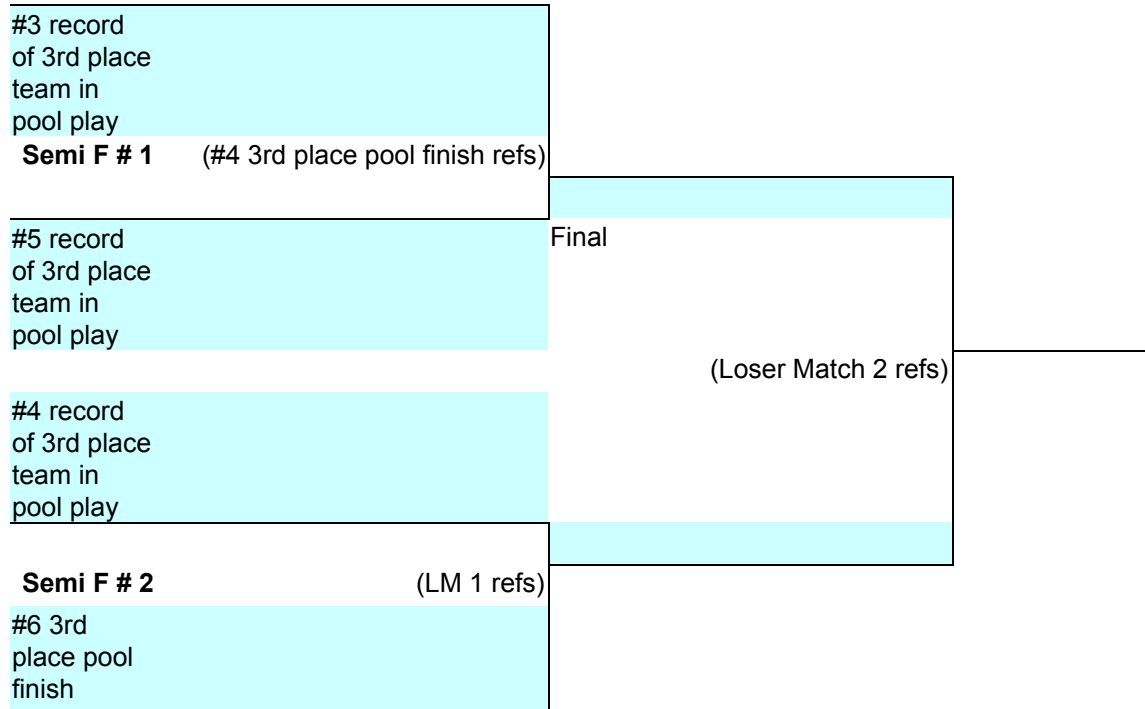 #3 record
of 3rd place
team in
pool play
Semi F # 1 (#4 3rd place pool finish refs)
#5 record
of 3rd place
team in
pool play
Final
(Loser Match 2 refs)
#4 record
of 3rd place
team in
pool play
Semi F # 2 (LM 1 refs)
#6 3rd
place pool
finish